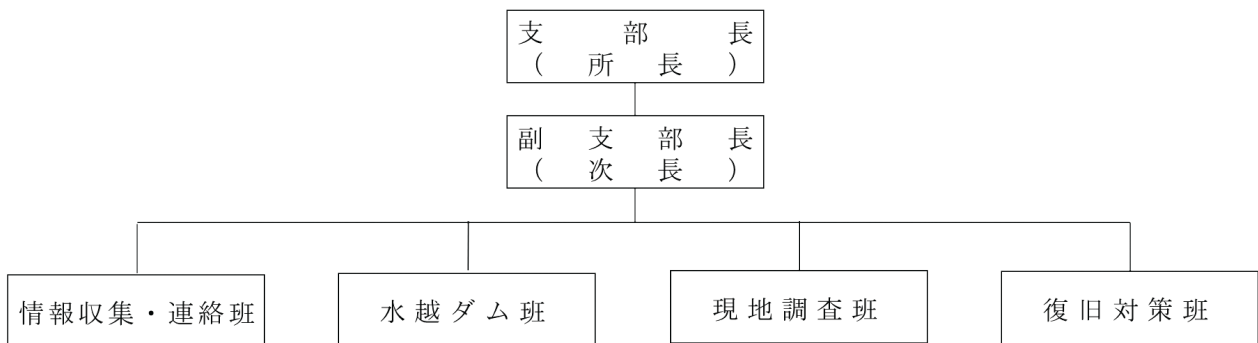 支部長
(所長)
副支部長
(次長)
情報収集・連絡班
水越ダム班
現地調査班
復旧対策班